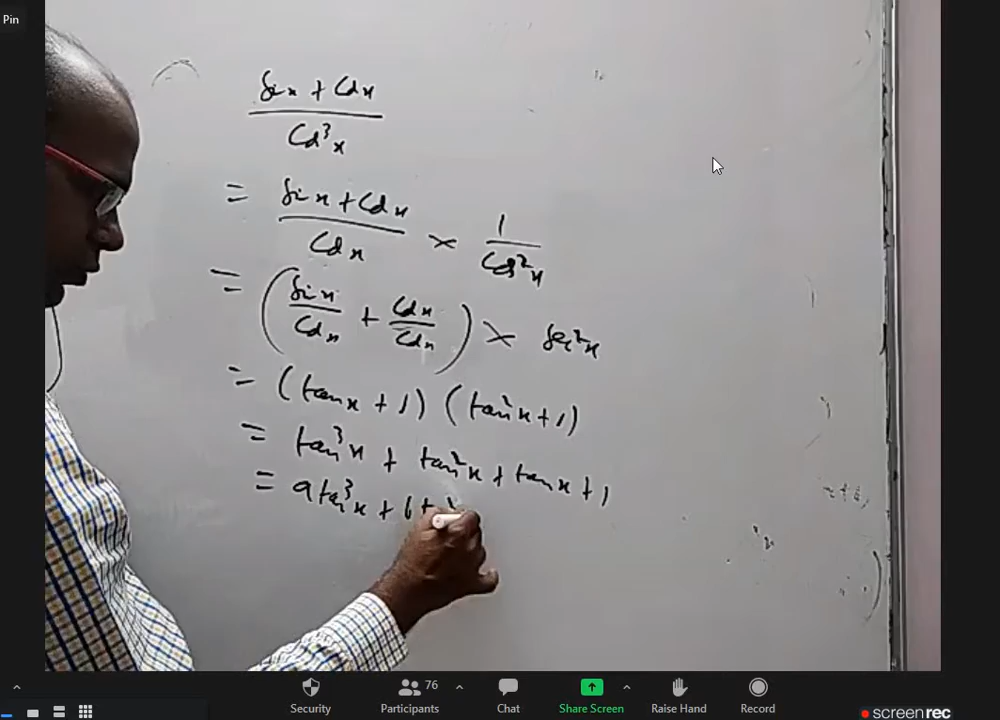 Pin
sinx + cosx / cos³x
= sinx + cosx / cosx × 1 / cos²x
= ( sinx / cosx + cosx / cosx ) × sec²x
= (tanx + 1) (tan²x + 1)
= tan³x + tan²x + tanx + 1
= a tan³x + b t
76
Security Participants Chat Share Screen Raise Hand Record
screenrec